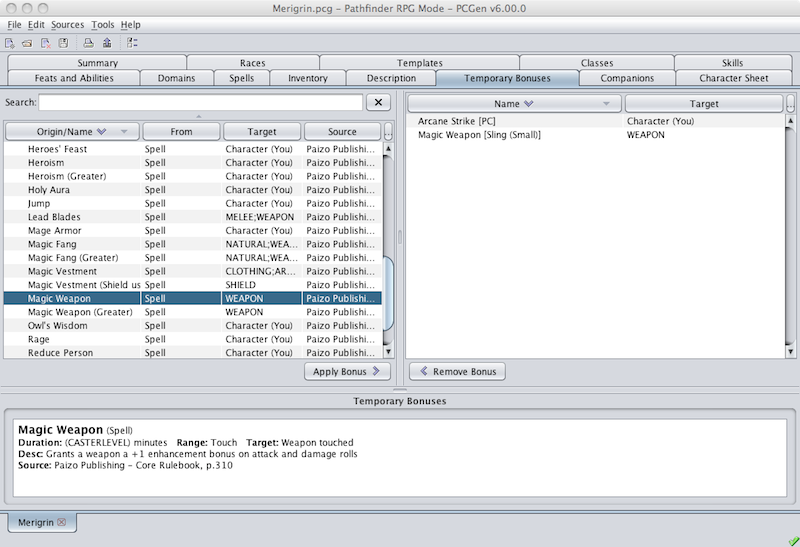 Merigrin.pcg – Pathfinder RPG Mode – PCGen v6.00.0
File Edit Sources Tools Help
Summary Races Templates Classes Skills
Feats and Abilities Domains Spells Inventory Description Temporary Bonuses Companions Character Sheet
Search:
Origin/Name From Target Source ...
Heroes' Feast Spell Character (You) Paizo Publishi...
Heroism Spell Character (You) Paizo Publishi...
Heroism (Greater) Spell Character (You) Paizo Publishi...
Holy Aura Spell Character (You) Paizo Publishi...
Jump Spell Character (You) Paizo Publishi...
Lead Blades Spell MELEE;WEAPON Paizo Publishi...
Mage Armor Spell Character (You) Paizo Publishi...
Magic Fang Spell NATURAL;WEA... Paizo Publishi...
Magic Fang (Greater) Spell NATURAL;WEA... Paizo Publishi...
Magic Vestment Spell CLOTHING;AR... Paizo Publishi...
Magic Vestment (Shield us Spell SHIELD Paizo Publishi...
Magic Weapon Spell WEAPON Paizo Publishi...
Magic Weapon (Greater) Spell WEAPON Paizo Publishi...
Owl's Wisdom Spell Character (You) Paizo Publishi...
Rage Spell Character (You) Paizo Publishi...
Reduce Person Spell Character (You) Paizo Publishi...
Apply Bonus
Name Target ...
Arcane Strike [PC] Character (You)
Magic Weapon [Sling (Small)] WEAPON
Remove Bonus
Temporary Bonuses
Magic Weapon (Spell)
Duration: (CASTERLEVEL) minutes Range: Touch Target: Weapon touched
Desc: Grants a weapon a +1 enhancement bonus on attack and damage rolls
Source: Paizo Publishing – Core Rulebook, p.310
Merigrin